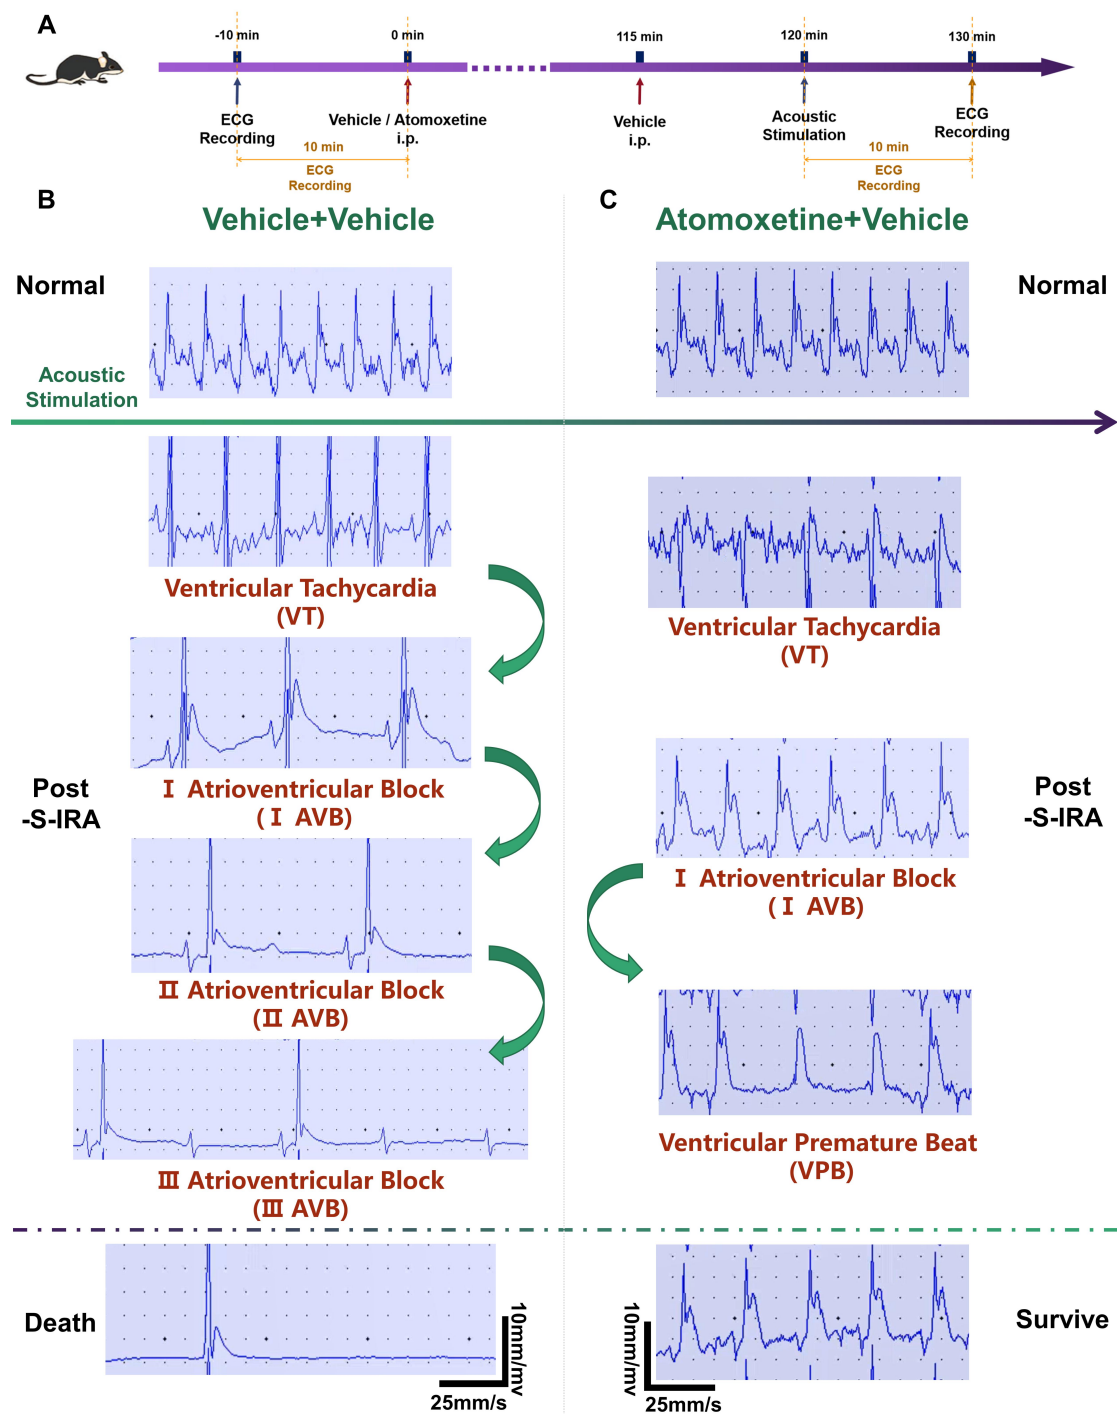 A
-10 min
0 min
115 min
120 min
130 min
ECG
Recording
Vehicle / Atomoxetine
i.p.
Vehicle
i.p.
Acoustic
Stimulation
ECG
Recording
10 min
ECG
Recording
10 min
ECG
Recording
B
Vehicle+Vehicle
C
Atomoxetine+Vehicle
Normal
Normal
Acoustic
Stimulation
Ventricular Tachycardia
(VT)
Ventricular Tachycardia
(VT)
Post
-S-IRA
Ⅰ Atrioventricular Block
(Ⅰ AVB)
Post
-S-IRA
Ⅰ Atrioventricular Block
(Ⅰ AVB)
Ⅱ Atrioventricular Block
(Ⅱ AVB)
Ⅲ Atrioventricular Block
(Ⅲ AVB)
Ventricular Premature Beat
(VPB)
Death
10mm/mv
25mm/s
10mm/mv
25mm/s
Survive